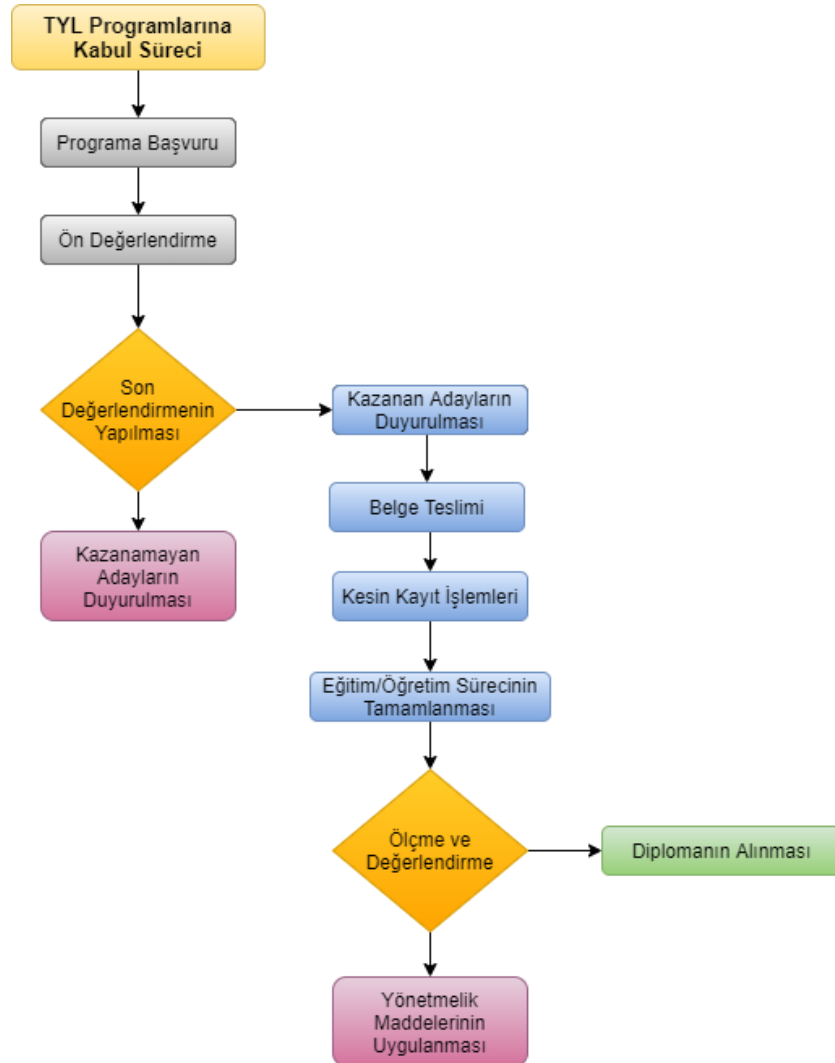 TYL Programlarına
Kabul Süreci
Programa Başvuru
Ön Değerlendirme
Son
Değerlendirmenin
Yapılması
Kazanan Adayların
Duyurulması
Belge Teslimi
Kazanamayan
Adayların
Duyurulması
Kesin Kayıt İşlemleri
Eğitim/Öğretim Sürecinin
Tamamlanması
Ölçme ve
Değerlendirme
Diplomanın Alınması
Yönetmelik
Maddelerinin
Uygulanması